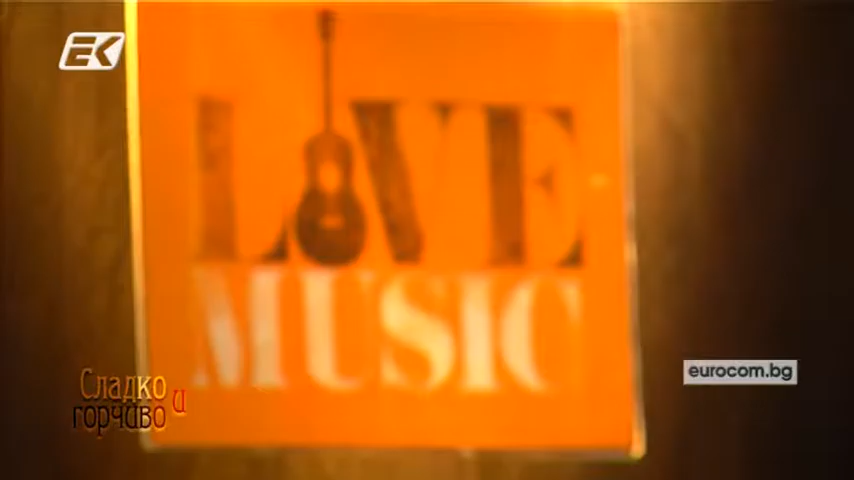 EK
LOVE
MUSIC
Сладко и
горчиво
eurocom.bg